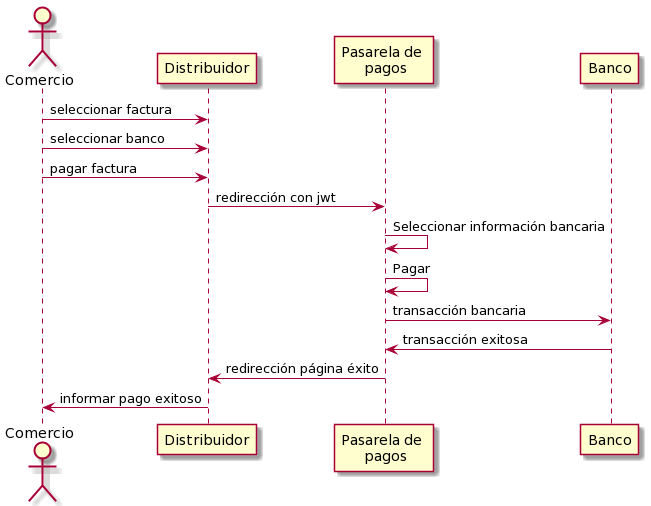 Comercio
Distribuidor
Pasarela de
pagos
Banco
seleccionar factura
seleccionar banco
pagar factura
redirección con jwt
Seleccionar información bancaria
Pagar
transacción bancaria
transacción exitosa
redirección página éxito
informar pago exitoso
Comercio
Distribuidor
Pasarela de
pagos
Banco